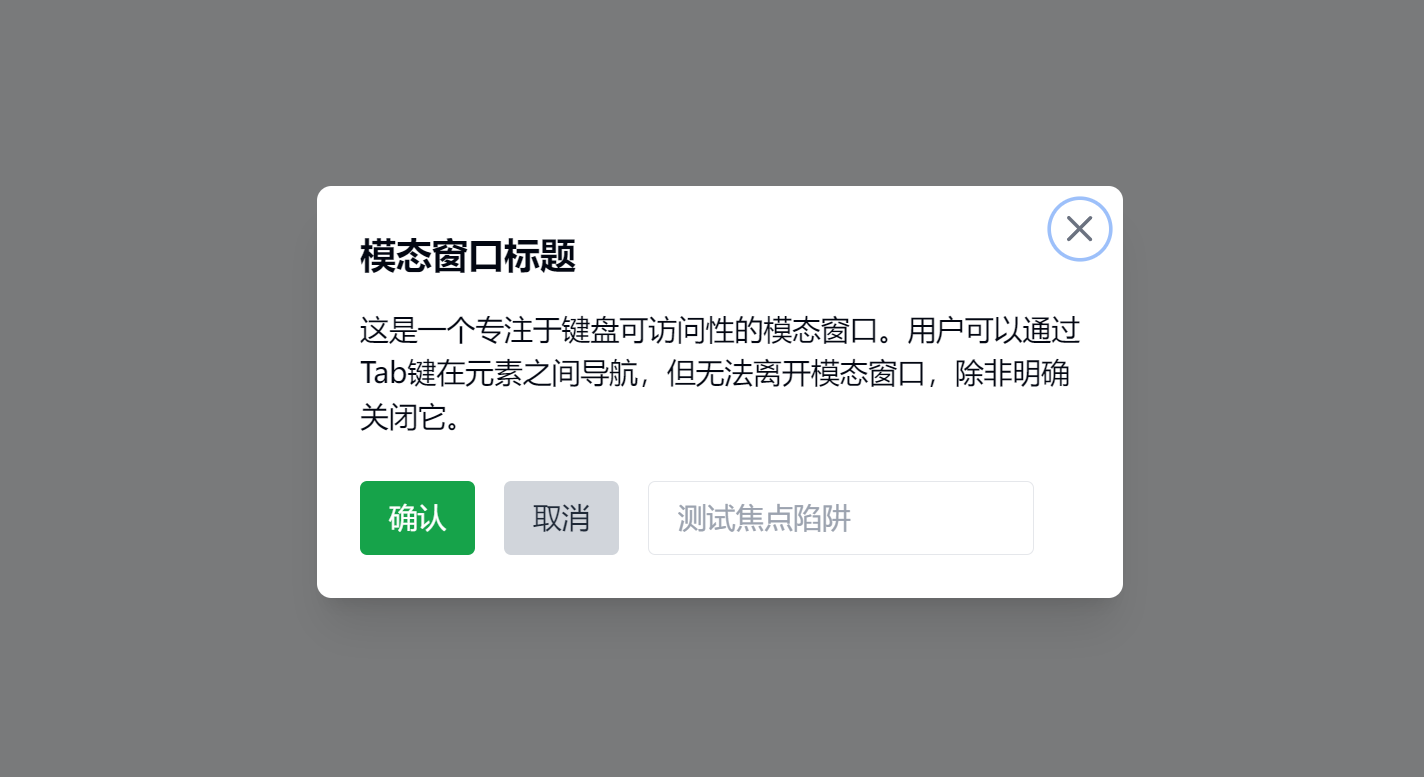 模态窗口标题
这是一个专注于键盘可访问性的模态窗口。用户可以通过
Tab键在元素之间导航，但无法离开模态窗口，除非明确
关闭它。
确认
取消
测试焦点陷阱